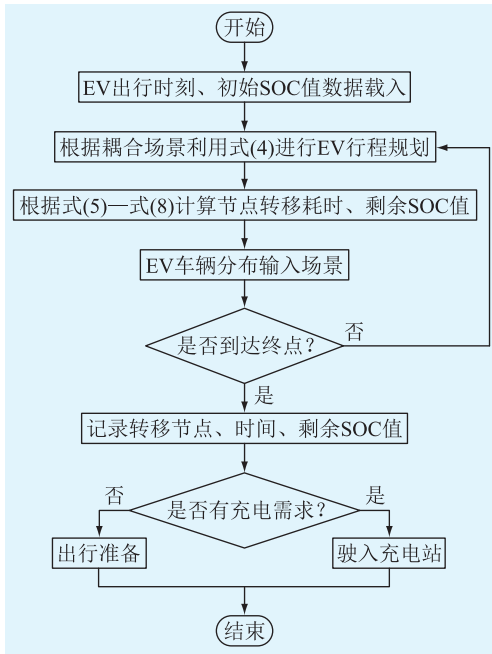 开始
EV出行时刻、初始SOC值数据载入
根据耦合场景利用式(4)进行EV行程规划
根据式(5)—式(8)计算节点转移耗时、剩余SOC值
EV车辆分布输入场景
是否到达终点？
否
是
记录转移节点、时间、剩余SOC值
是否有充电需求？
否
是
出行准备
驶入充电站
结束